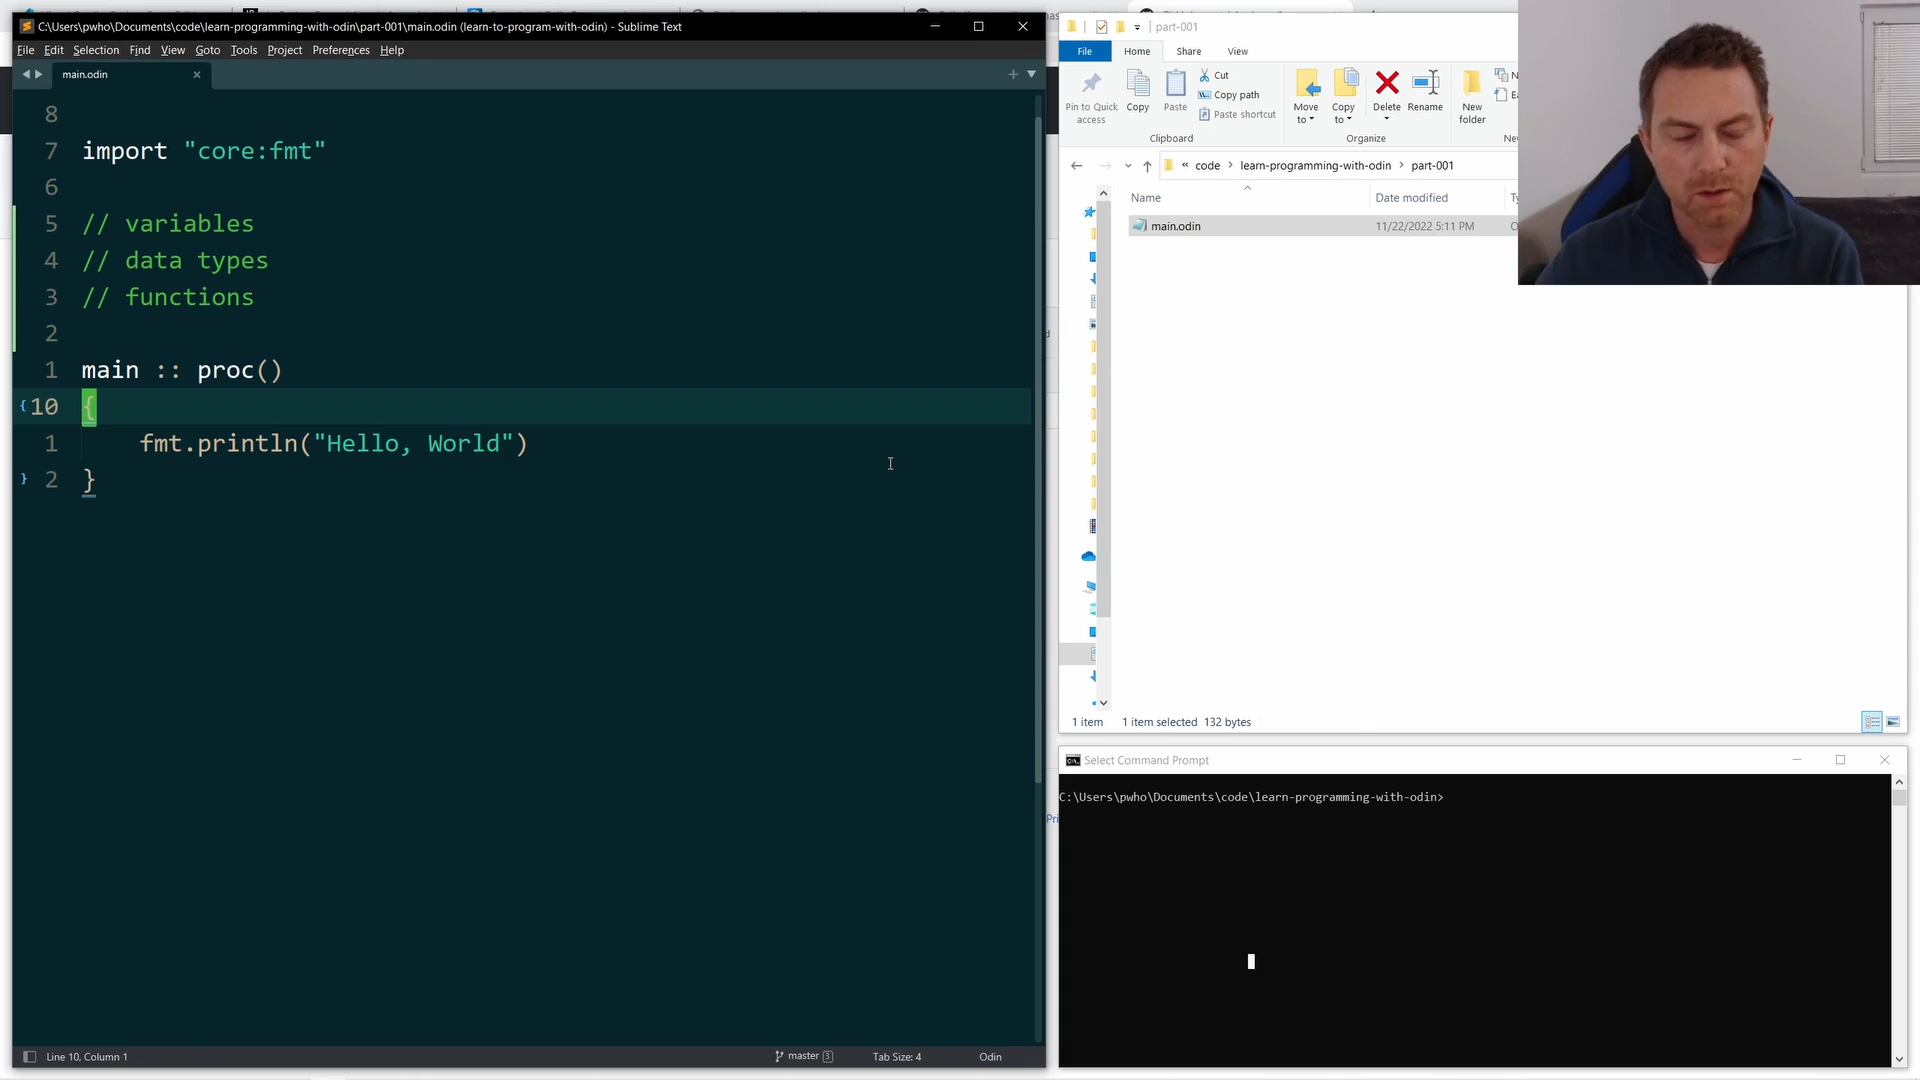 C:\Users\pwho\Documents\code\learn-programming-with-odin\part-001\main.odin (learn-to-program-with-odin) - Sublime Text
File Edit Selection Find View Goto Tools Project Preferences Help
main.odin
8
7 import "core:fmt"
6
5 // variables
4 // data types
3 // functions
2
1 main :: proc()
10 {
1 fmt.println("Hello, World")
2 }
Line 10, Column 1
master 3
Tab Size: 4
Odin
part-001
File Home Share View
Pin to Quick access
Copy
Paste
Cut
Copy path
Paste shortcut
Clipboard
Move to
Copy to
Delete
Rename
Organize
New folder
« code > learn-programming-with-odin > part-001
Name Date modified
main.odin 11/22/2022 5:11 PM
1 item 1 item selected 132 bytes
Select Command Prompt
C:\Users\pwho\Documents\code\learn-programming-with-odin>